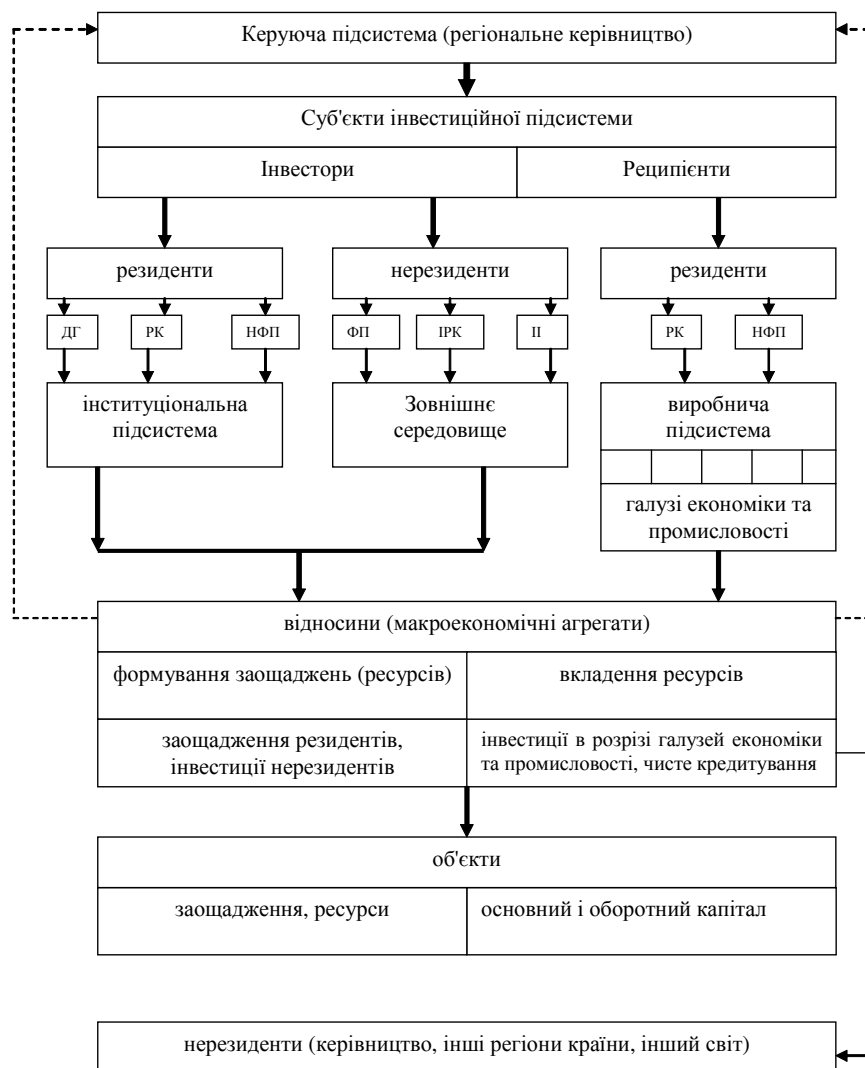 Керуюча підсистема (регіональне керівництво)
Суб'єкти інвестиційної підсистеми
Інвестори
Реципієнти
резиденти
нерезиденти
резиденти
ДГ
РК
НФП
ФП
ІРК
ІІ
РК
НФП
інституціональна
підсистема
Зовнішнє
середовище
виробнича
підсистема
галузі економіки та
промисловості
відносини (макроекономічні агрегати)
формування заощаджень (ресурсів)
вкладення ресурсів
заощадження резидентів,
інвестиції нерезидентів
інвестиції в розрізі галузей економіки
та промисловості, чисте кредитування
об'єкти
заощадження, ресурси
основний і оборотний капітал
нерезиденти (керівництво, інші регіони країни, інший світ)